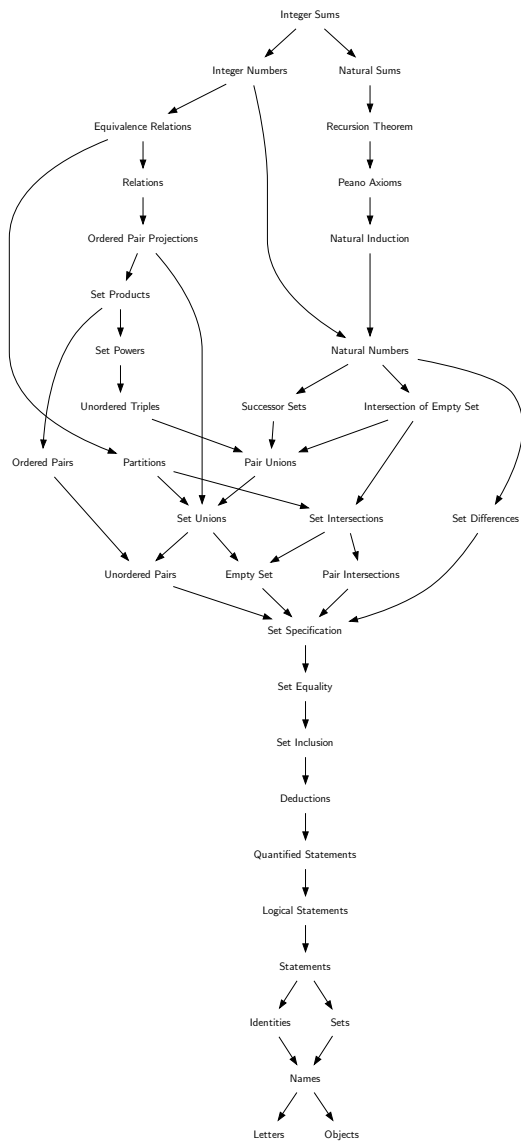 Integer Sums
Integer Numbers
Natural Sums
Equivalence Relations
Recursion Theorem
Relations
Peano Axioms
Ordered Pair Projections
Natural Induction
Set Products
Set Powers
Natural Numbers
Unordered Triples
Successor Sets
Intersection of Empty Set
Ordered Pairs
Partitions
Pair Unions
Set Unions
Set Intersections
Set Differences
Unordered Pairs
Empty Set
Pair Intersections
Set Specification
Set Equality
Set Inclusion
Deductions
Quantified Statements
Logical Statements
Statements
Identities
Sets
Names
Letters
Objects